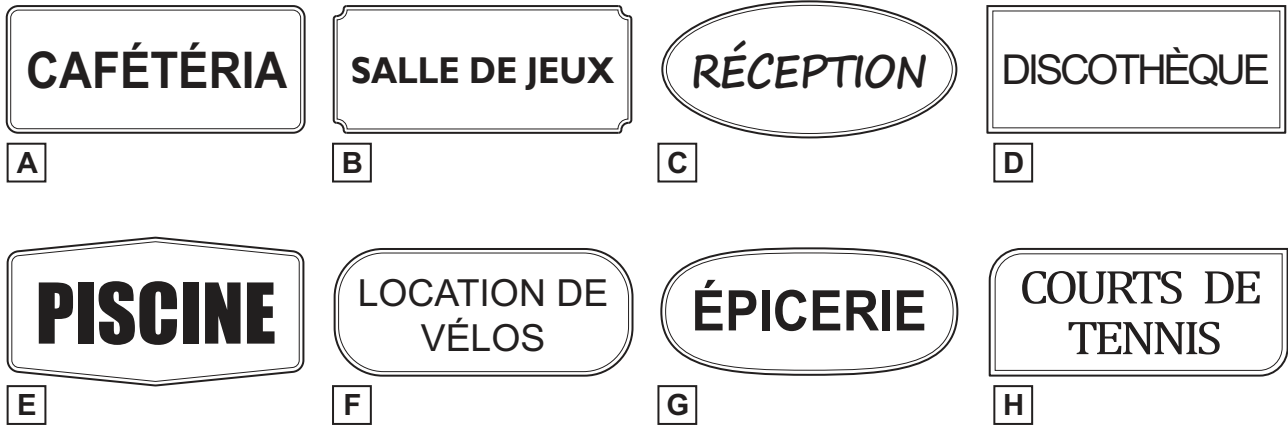 CAFÉTÉRIA
SALLE DE JEUX
RÉCEPTION
DISCOTHÈQUE
A
B
C
D
PISCINE
LOCATION DE
VÉLOS
ÉPICERIE
COURTS DE
TENNIS
E
F
G
H